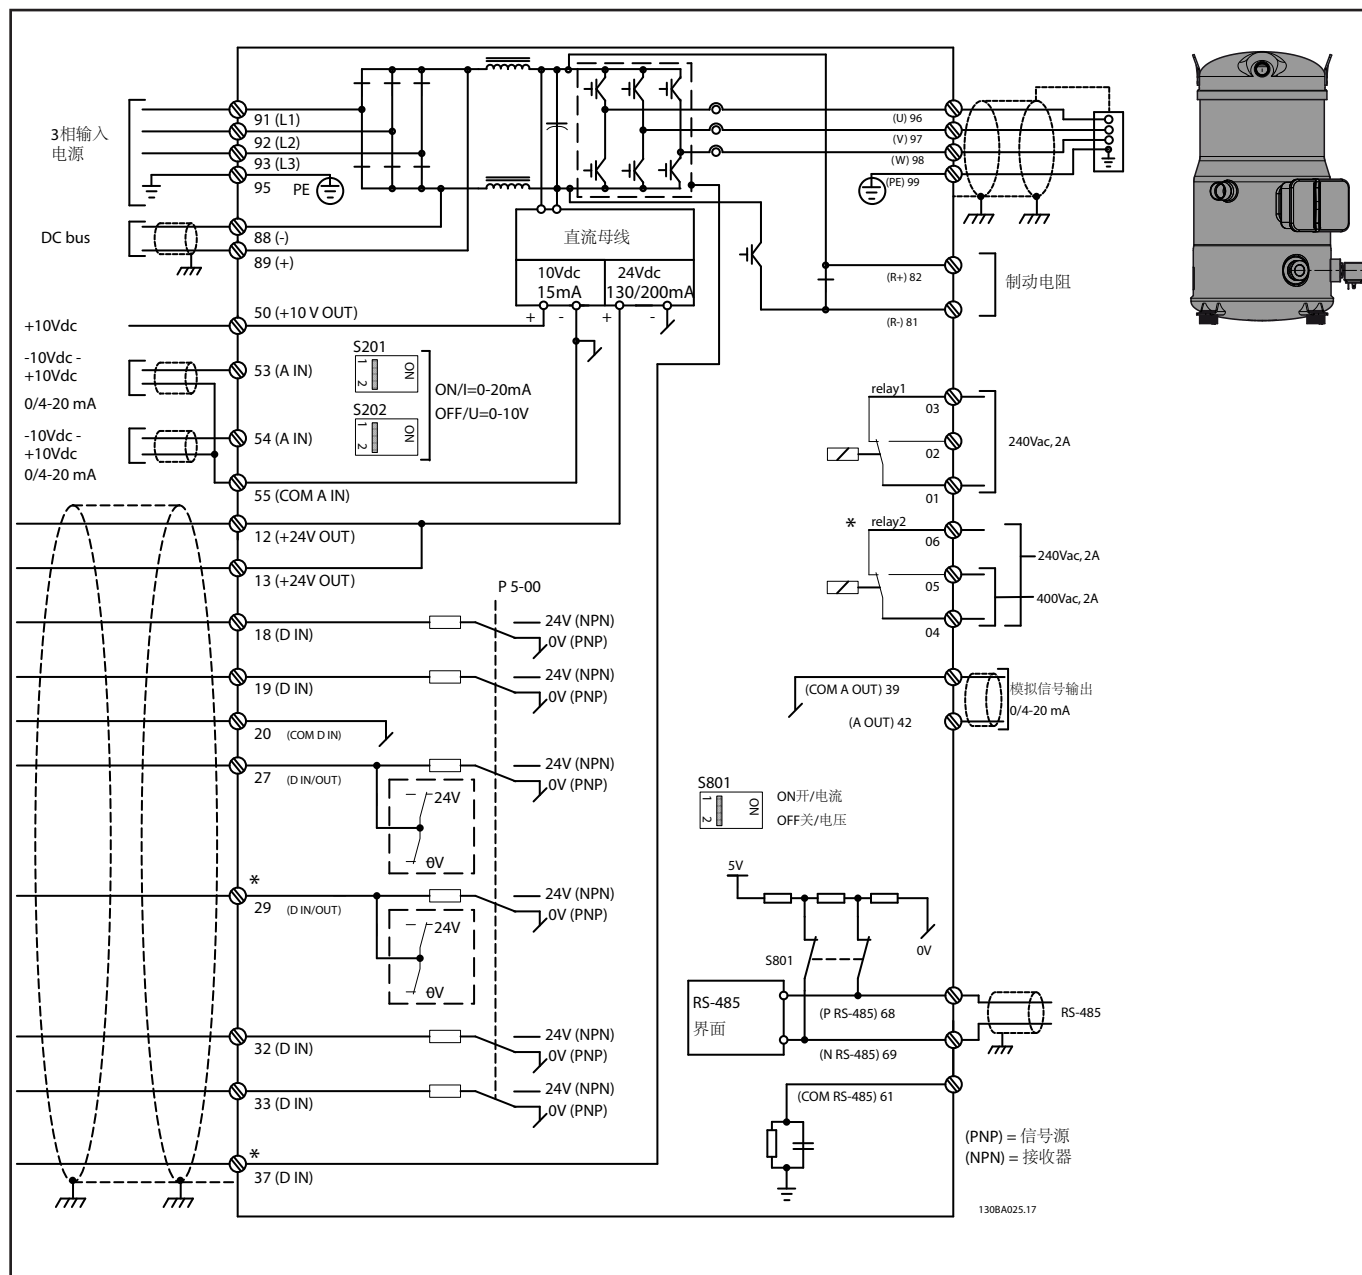 3相输入
电源
91 (L1)
92 (L2)
93 (L3)
95
PE
DC bus
88 (-)
89 (+)
直流母线
10Vdc
15mA
24Vdc
130/200mA
+ - + -
(U) 96
(V) 97
(W) 98
(PE) 99
(R+) 82
制动电阻
(R-) 81
+10Vdc
50 (+10 V OUT)
-10Vdc -
+10Vdc
0/4-20 mA
53 (A IN)
S201
1
2
ON
ON/I=0-20mA
OFF/U=0-10V
S202
1
2
ON
-10Vdc -
+10Vdc
0/4-20 mA
54 (A IN)
55 (COM A IN)
12 (+24V OUT)
13 (+24V OUT)
P 5-00
18 (D IN)
24V (NPN)
0V (PNP)
19 (D IN)
24V (NPN)
0V (PNP)
20 (COM D IN)
27 (D IN/OUT)
24V (NPN)
0V (PNP)
24V
0V
*
29 (D IN/OUT)
24V (NPN)
0V (PNP)
24V
0V
32 (D IN)
24V (NPN)
0V (PNP)
33 (D IN)
24V (NPN)
0V (PNP)
*
37 (D IN)
relay1
03
02
01
240Vac, 2A
* relay2
06
05
04
240Vac, 2A
400Vac, 2A
(COM A OUT) 39
(A OUT) 42
模拟信号输出
0/4-20 mA
S801
1
2
ON
ON开/电流
OFF关/电压
5V
0V
S801
RS-485
界面
(P RS-485) 68
(N RS-485) 69
RS-485
(COM RS-485) 61
(PNP) = 信号源
(NPN) = 接收器
130BA025.17